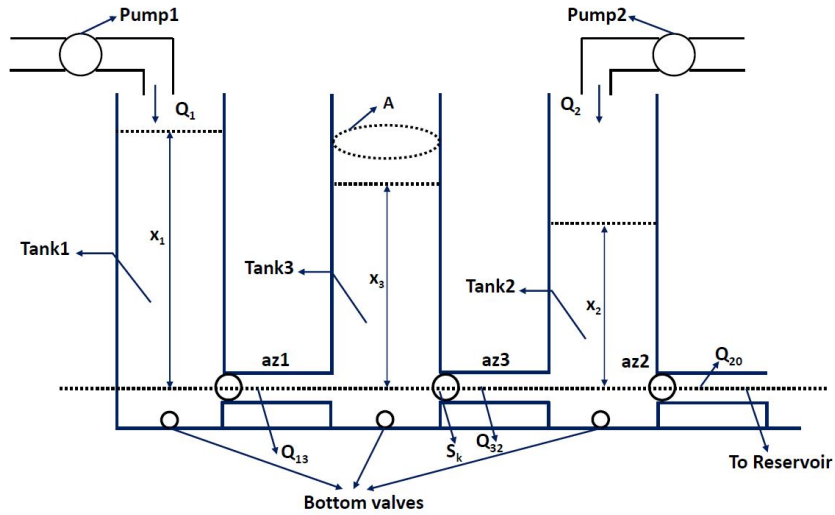 Pump1
Pump2
Q1
A
Q2
x1
Tank1
Tank3
x3
Tank2
x2
az1
az3
az2
Q20
Q13
Sk
Q32
To Reservoir
Bottom valves